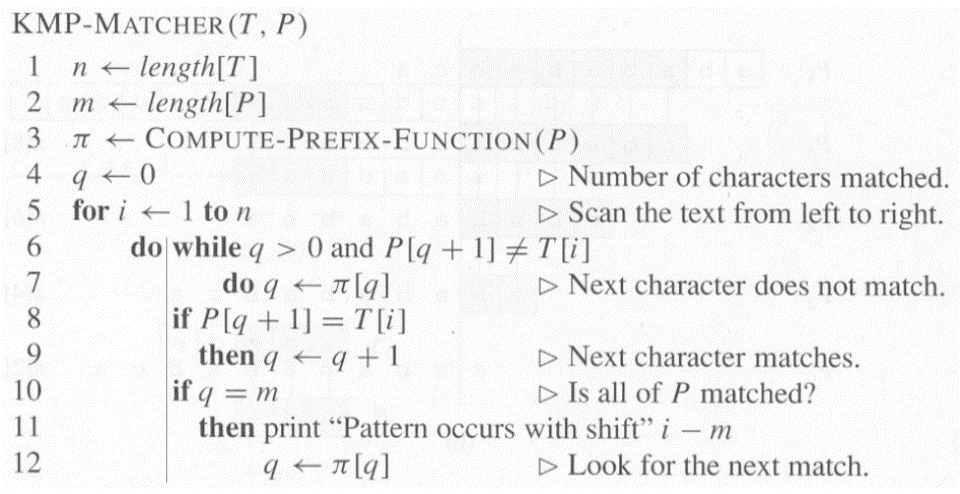 KMP-MATCHER(T, P)
1 n ← length[T]
2 m ← length[P]
3 π ← COMPUTE-PREFIX-FUNCTION(P)
4 q ← 0 ▷ Number of characters matched.
5 for i ← 1 to n ▷ Scan the text from left to right.
6 do while q > 0 and P[q + 1] ≠ T[i]
7 do q ← π[q] ▷ Next character does not match.
8 if P[q + 1] = T[i]
9 then q ← q + 1 ▷ Next character matches.
10 if q = m ▷ Is all of P matched?
11 then print “Pattern occurs with shift” i − m
12 q ← π[q] ▷ Look for the next match.